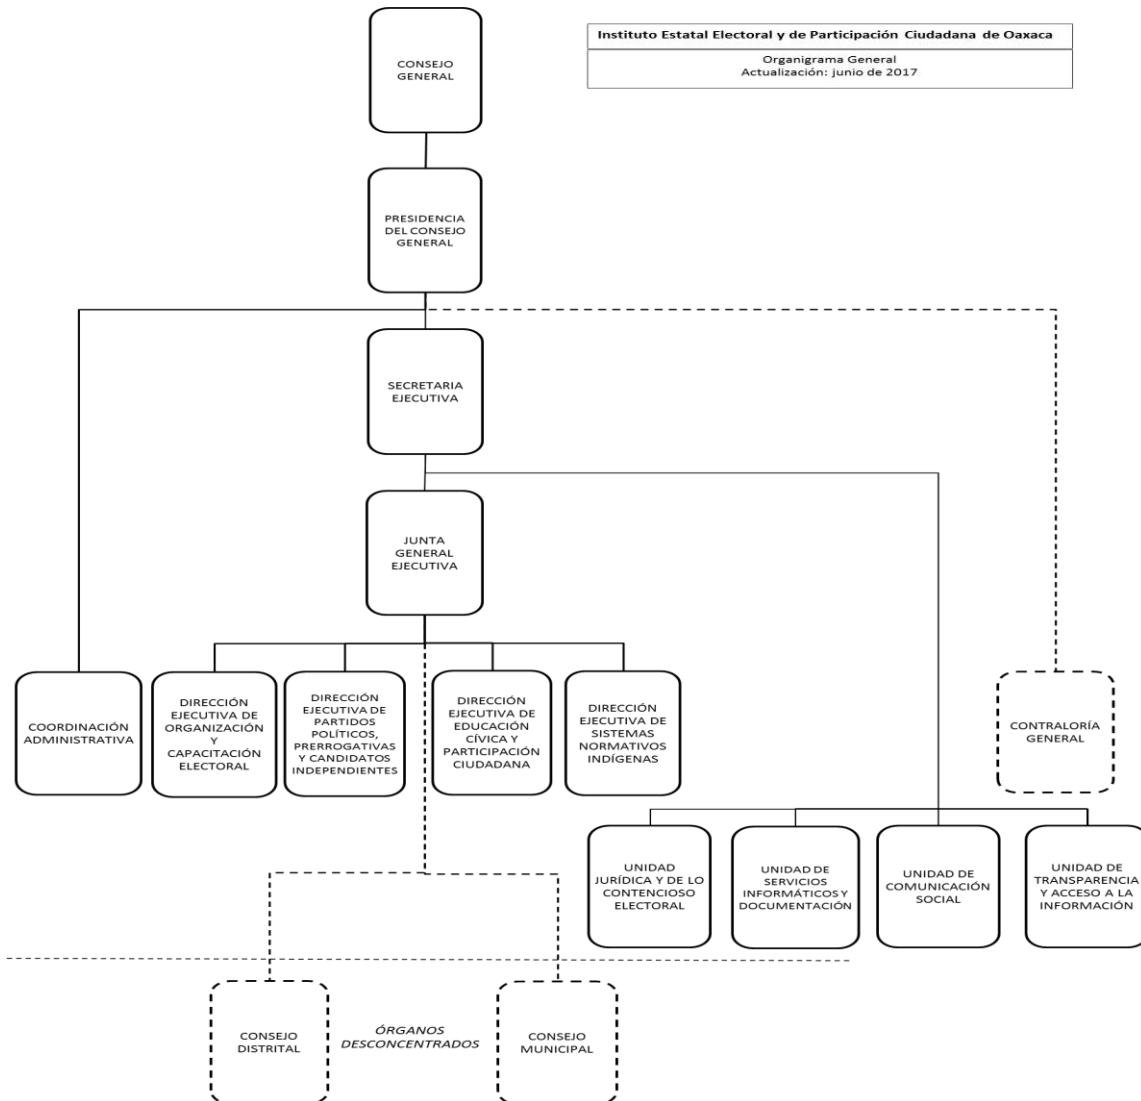 Instituto Estatal Electoral y de Participación Ciudadana de Oaxaca
Organigrama General
Actualización: junio de 2017
CONSEJO
GENERAL
PRESIDENCIA
DEL CONSEJO
GENERAL
SECRETARIA
EJECUTIVA
JUNTA
GENERAL
EJECUTIVA
COORDINACIÓN
ADMINISTRATIVA
DIRECCIÓN
EJECUTIVA DE
ORGANIZACIÓN
Y
CAPACITACIÓN
ELECTORAL
DIRECCIÓN
EJECUTIVA DE
PARTIDOS
POLÍTICOS,
PRERROGATIVAS
Y CANDIDATOS
INDEPENDIENTES
DIRECCIÓN
EJECUTIVA DE
EDUCACIÓN
CÍVICA Y
PARTICIPACIÓN
CIUDADANA
DIRECCIÓN
EJECUTIVA DE
SISTEMAS
NORMATIVOS
INDÍGENAS
CONTRALORÍA
GENERAL
UNIDAD
JURÍDICA Y DE LO
CONTENCIOSO
ELECTORAL
UNIDAD DE
SERVICIOS
INFORMÁTICOS Y
DOCUMENTACIÓN
UNIDAD DE
COMUNICACIÓN
SOCIAL
UNIDAD DE
TRANSPARENCIA
Y ACCESO A LA
INFORMACIÓN
CONSEJO
DISTRITAL
ÓRGANOS
DESCONCENTRADOS
CONSEJO
MUNICIPAL